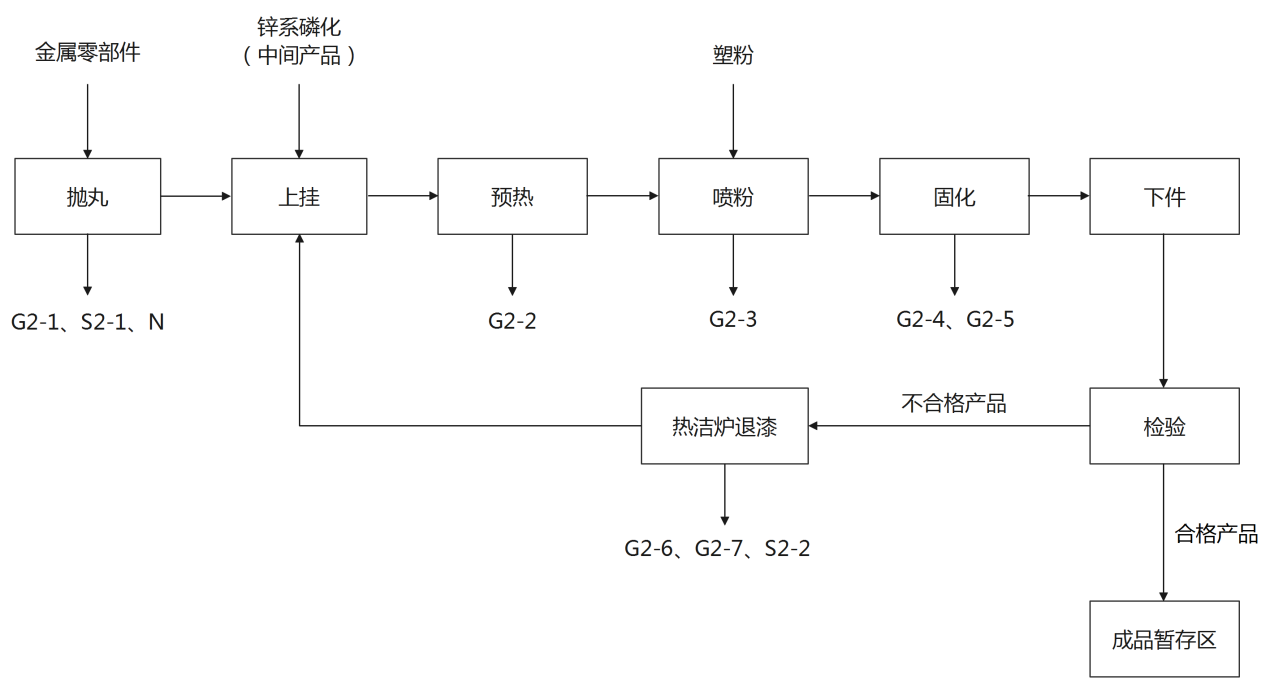 金属零部件
锌系磷化
（中间产品）
塑粉
抛丸
上挂
预热
喷粉
固化
下件
G2-1、S2-1、N
G2-2
G2-3
G2-4、G2-5
不合格产品
热洁炉退漆
检验
G2-6、G2-7、S2-2
合格产品
成品暂存区